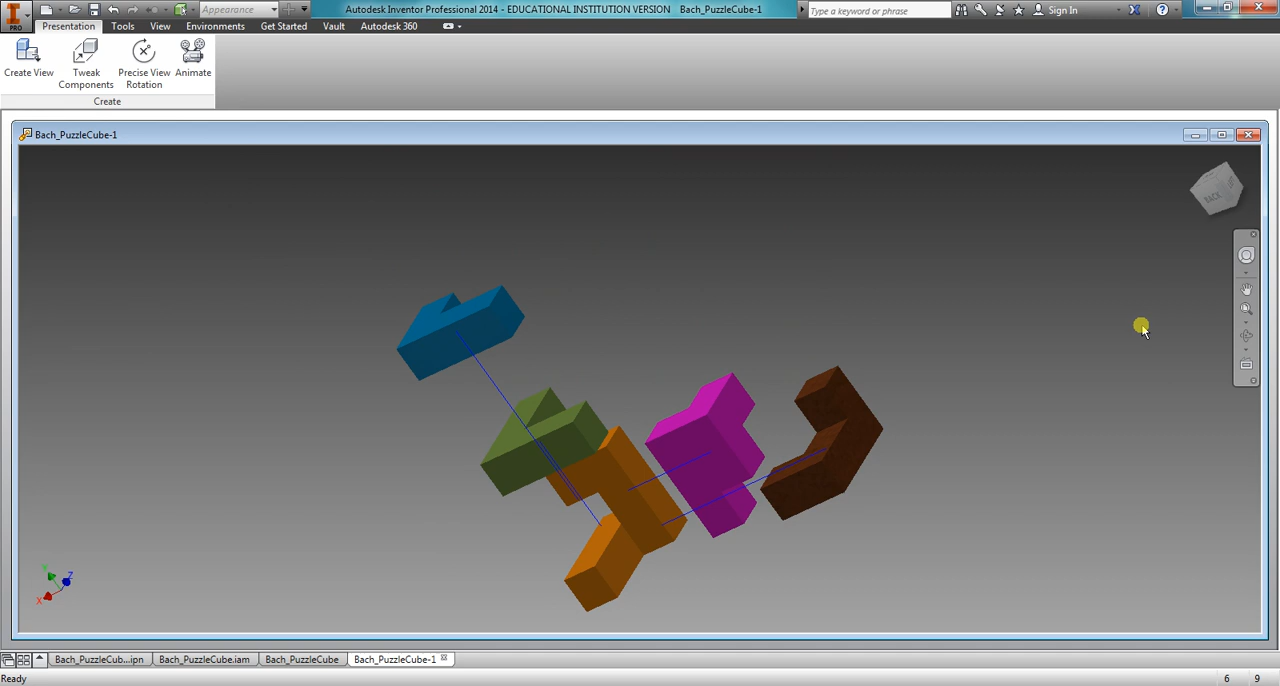 Appearance
Autodesk Inventor Professional 2014 - EDUCATIONAL INSTITUTION VERSION Bach_PuzzleCube-1
Type a keyword or phrase
Sign In
PRO
Presentation Tools View Environments Get Started Vault Autodesk 360
Create View Tweak Components Precise View Rotation Animate
Create
Bach_PuzzleCube-1
BACK
Y
Z
X
Bach_PuzzleCub...ipn Bach_PuzzleCube.iam Bach_PuzzleCube Bach_PuzzleCube-1
Ready 6 9